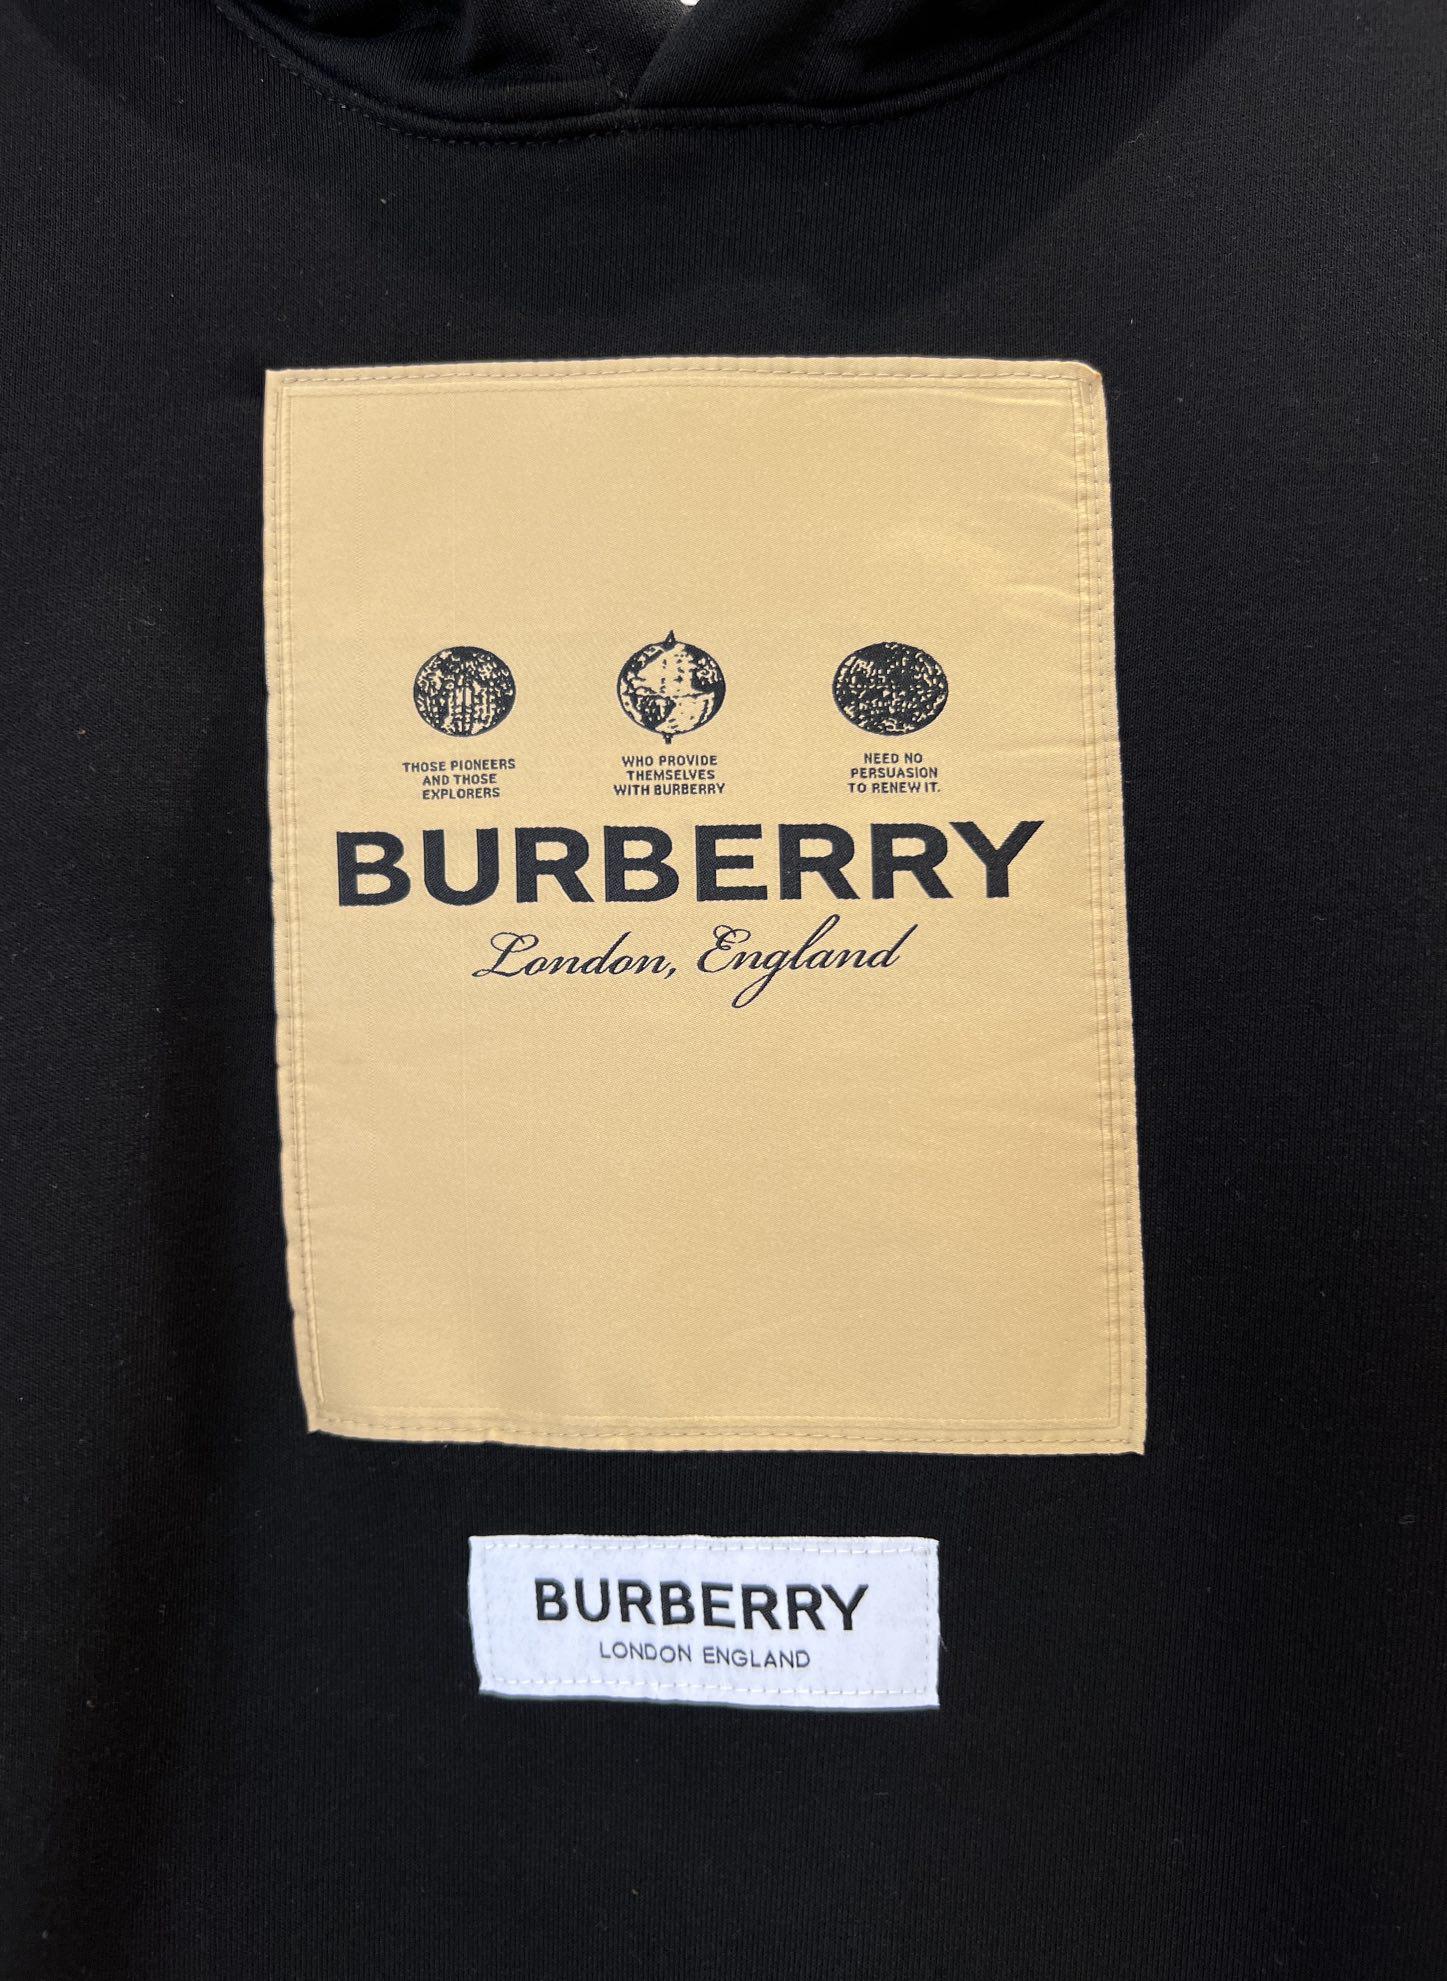 THOSE PIONEERS
AND THOSE
EXPLORERS
WHO PROVIDE
THEMSELVES
WITH BURBERRY
NEED NO
PERSUASION
TO RENEW IT.
BURBERRY
London, England
BURBERRY
LONDON ENGLAND